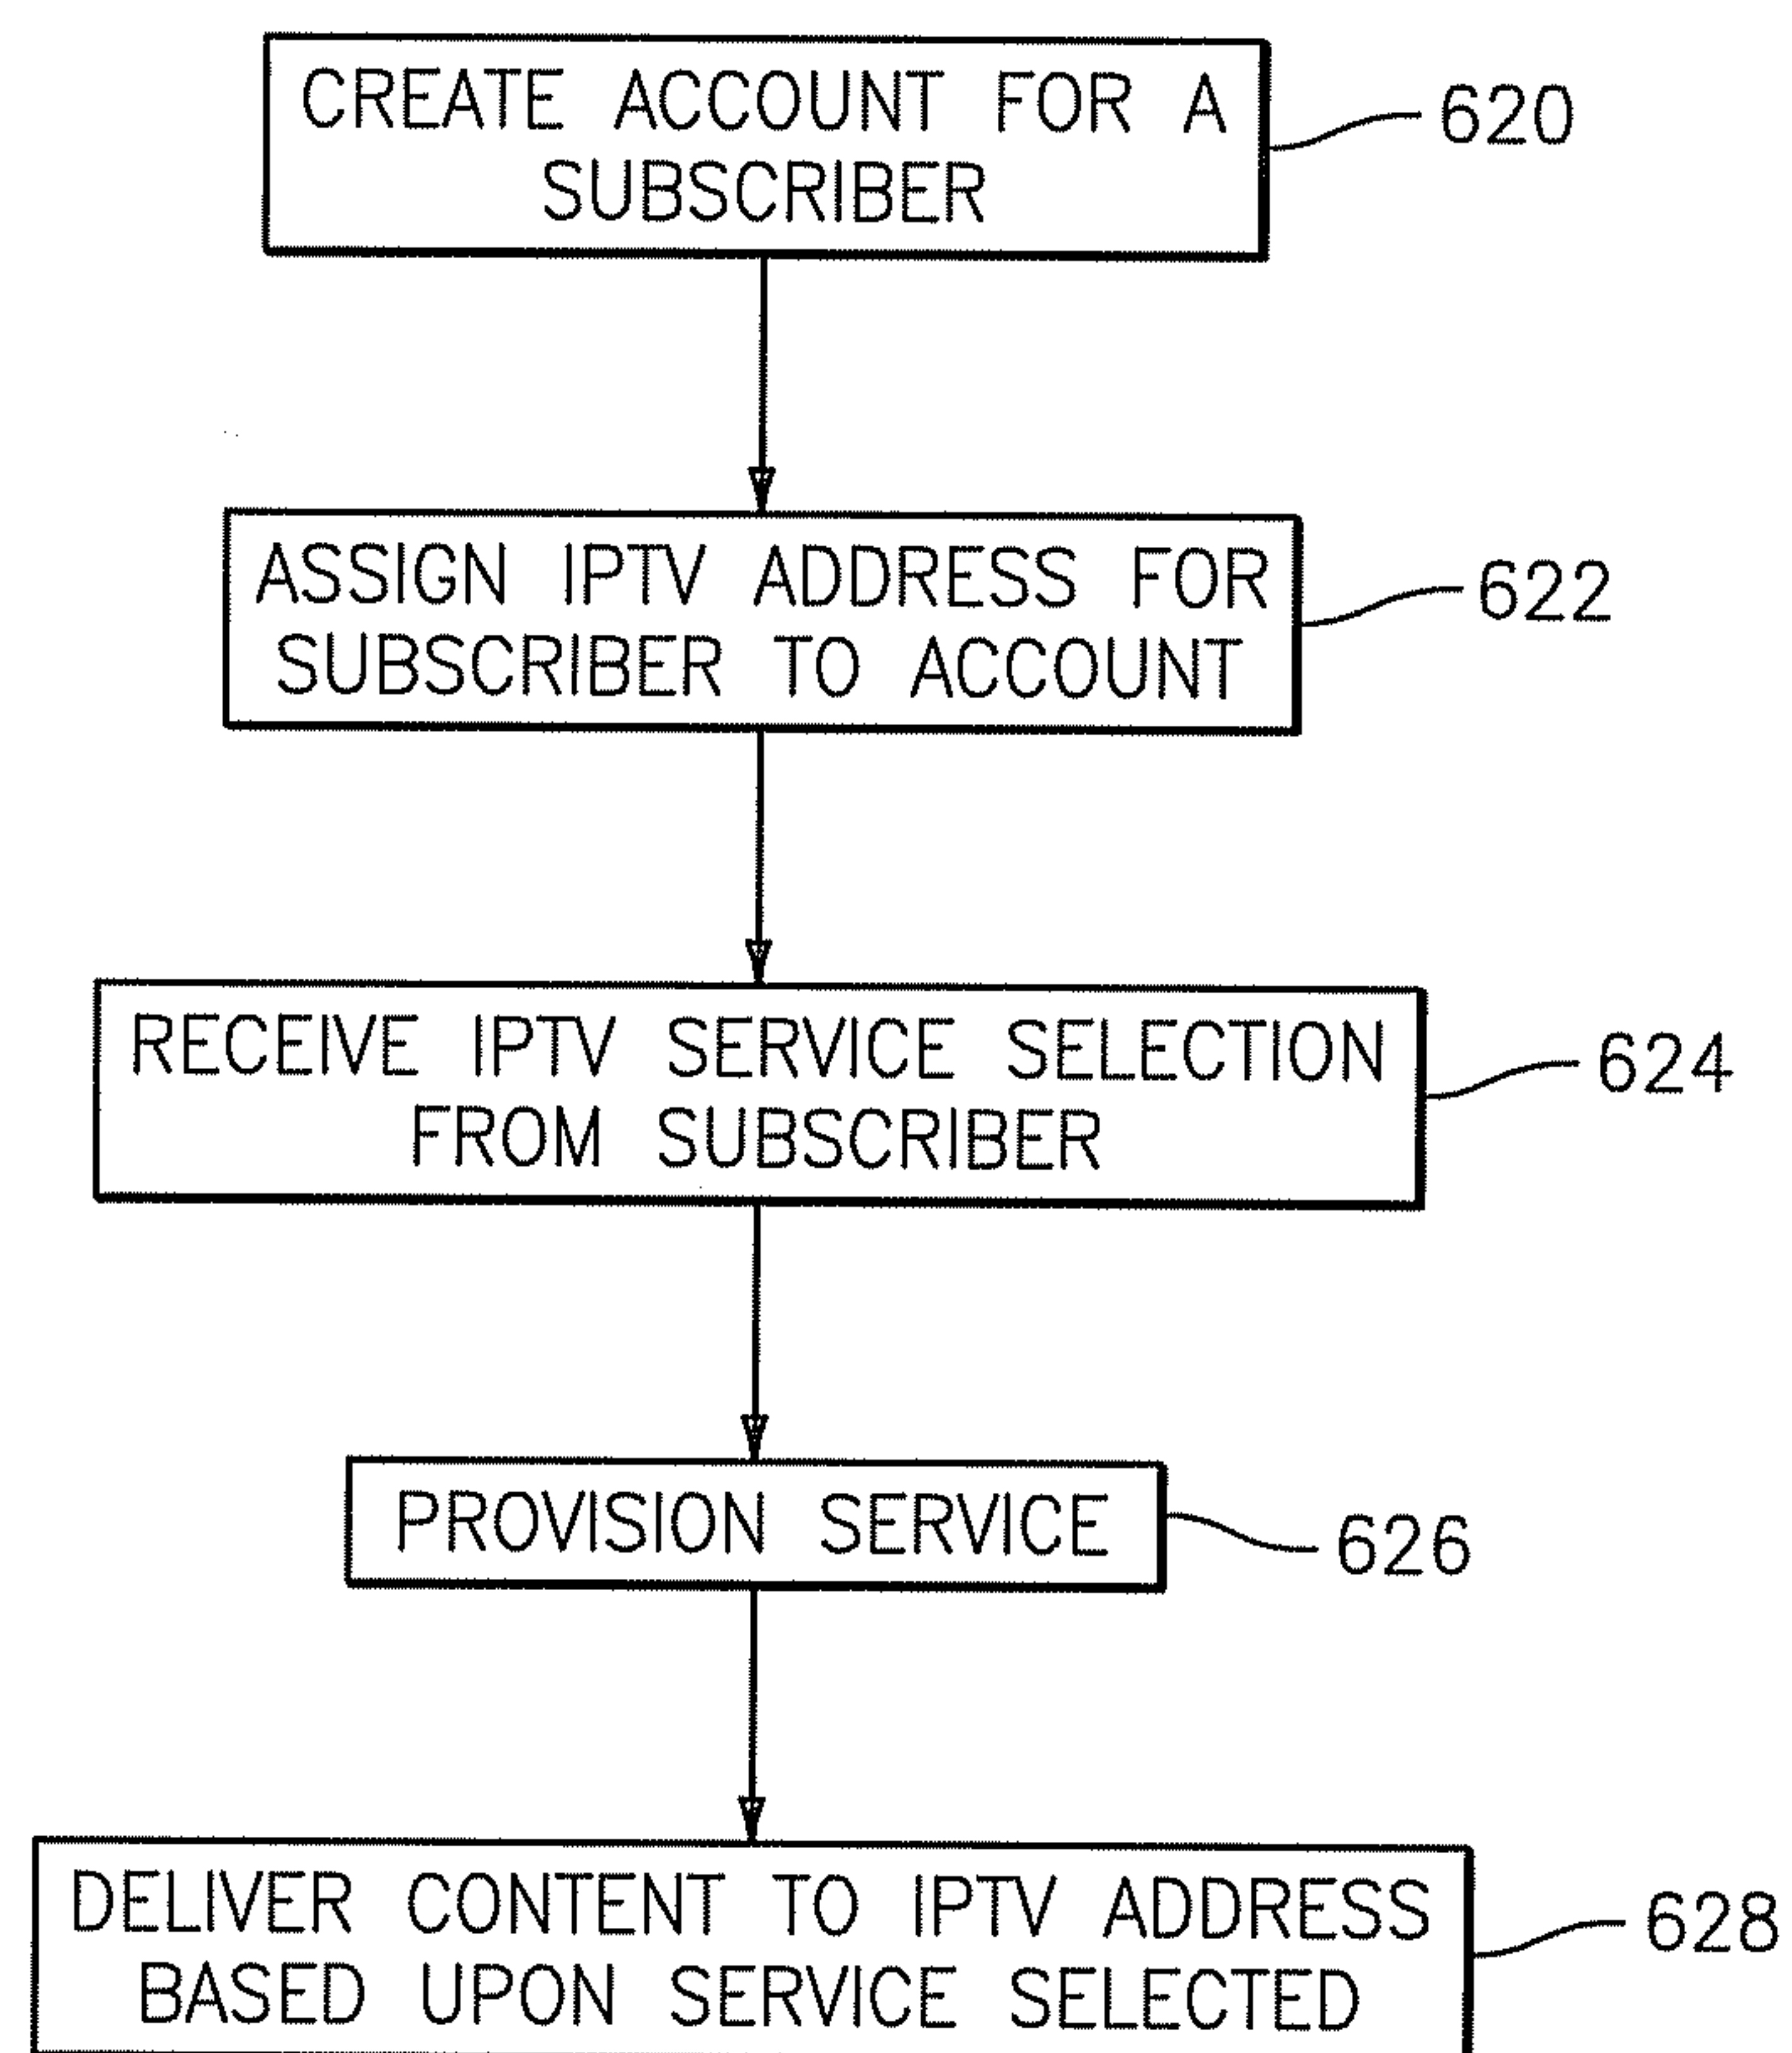 CREATE ACCOUNT FOR A
SUBSCRIBER
620
ASSIGN IPTV ADDRESS FOR
SUBSCRIBER TO ACCOUNT
622
RECEIVE IPTV SERVICE SELECTION
FROM SUBSCRIBER
624
PROVISION SERVICE
626
DELIVER CONTENT TO IPTV ADDRESS
BASED UPON SERVICE SELECTED
628